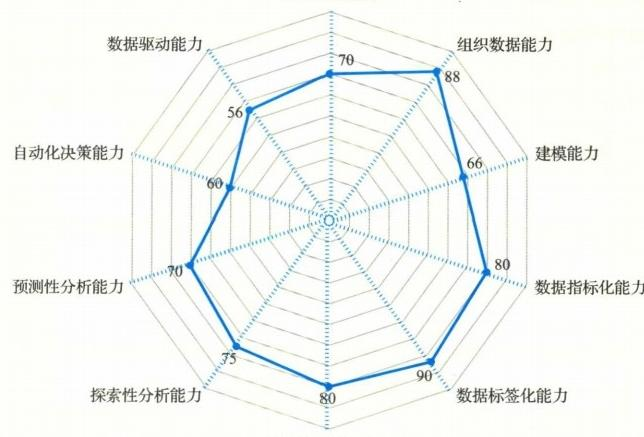 数据驱动能力
组织数据能力
70
88
56
自动化决策能力
建模能力
66
60
80
预测性分析能力
70
数据指标化能力
75
90
80
探索性分析能力
数据标签化能力